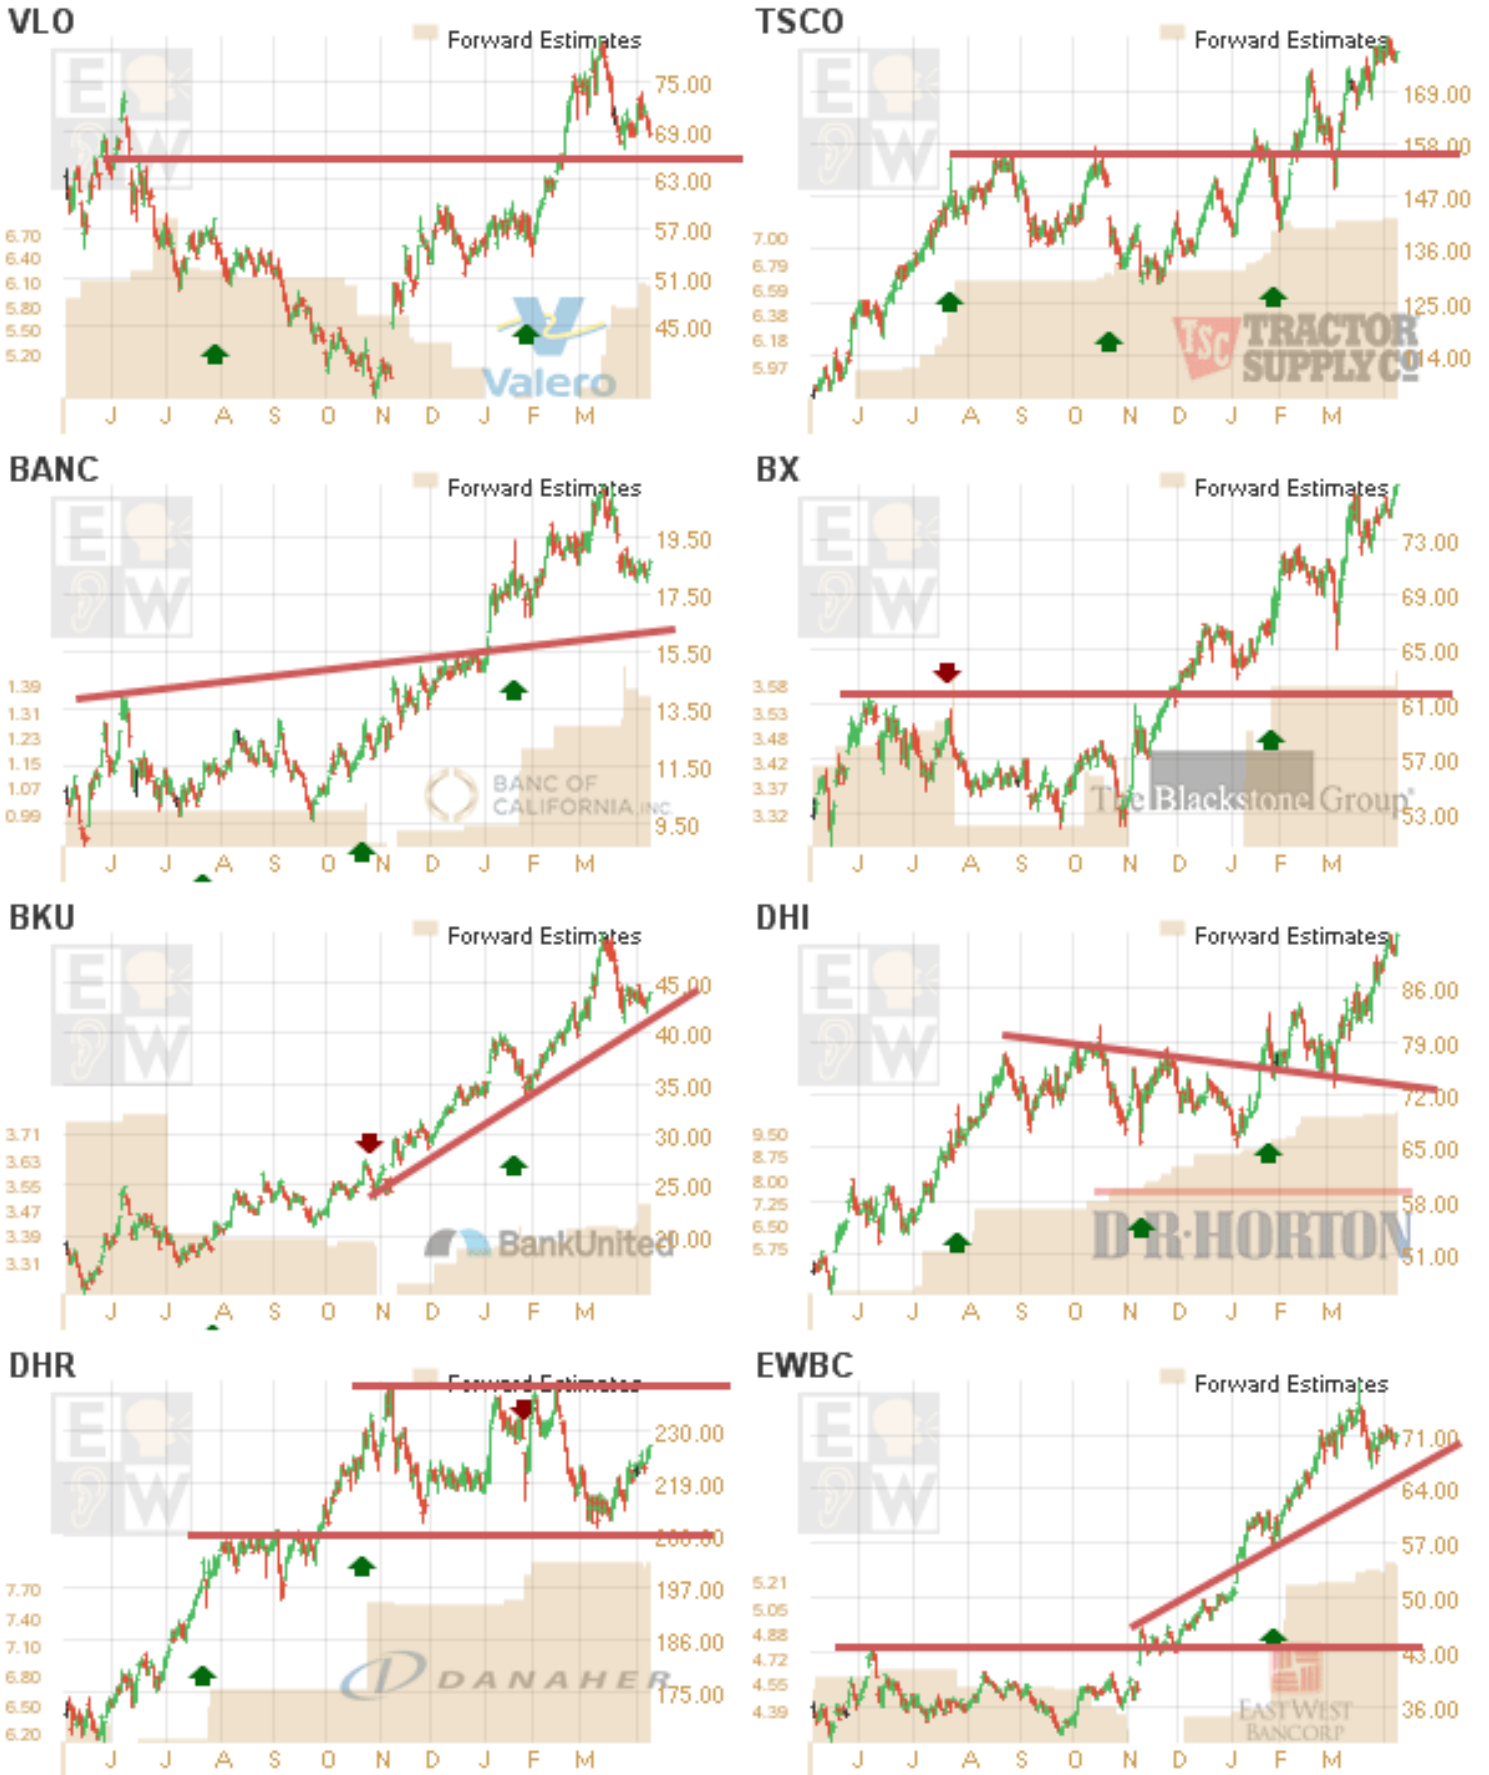 VLO
Forward Estimates
E
W
75.00
69.00
63.00
57.00
51.00
45.00
6.70
6.40
6.10
5.80
5.50
5.20
Valero
J J A S O N D J F M
TSCO
Forward Estimates
E
W
169.00
158.00
147.00
136.00
125.00
114.00
7.00
6.79
6.59
6.38
6.18
5.97
TSC
TRACTOR
SUPPLY CO
J J A S O N D J F M
BANC
Forward Estimates
E
W
19.50
17.50
15.50
13.50
11.50
9.50
1.39
1.31
1.23
1.15
1.07
0.99
BANC OF
CALIFORNIA, INC
J J A S O N D J F M
BX
Forward Estimates
E
W
73.00
69.00
65.00
61.00
57.00
53.00
3.58
3.53
3.48
3.42
3.37
3.32
The Blackstone Group
J J A S O N D J F M
BKU
Forward Estimates
E
W
45.00
40.00
35.00
30.00
25.00
20.00
3.71
3.63
3.55
3.47
3.39
3.31
BankUnited
J J A S O N D J F M
DHI
Forward Estimates
E
W
86.00
79.00
72.00
65.00
58.00
51.00
9.50
8.75
8.00
7.25
6.50
5.75
D·R·HORTON
J J A S O N D J F M
DHR
Forward Estimates
E
W
230.00
219.00
208.00
197.00
186.00
175.00
7.70
7.40
7.10
6.80
6.50
6.20
DANAHER
J J A S O N D J F M
EWBC
Forward Estimates
E
W
71.00
64.00
57.00
50.00
43.00
36.00
5.21
5.05
4.88
4.72
4.55
4.39
EAST WEST
BANCORP
J J A S O N D J F M